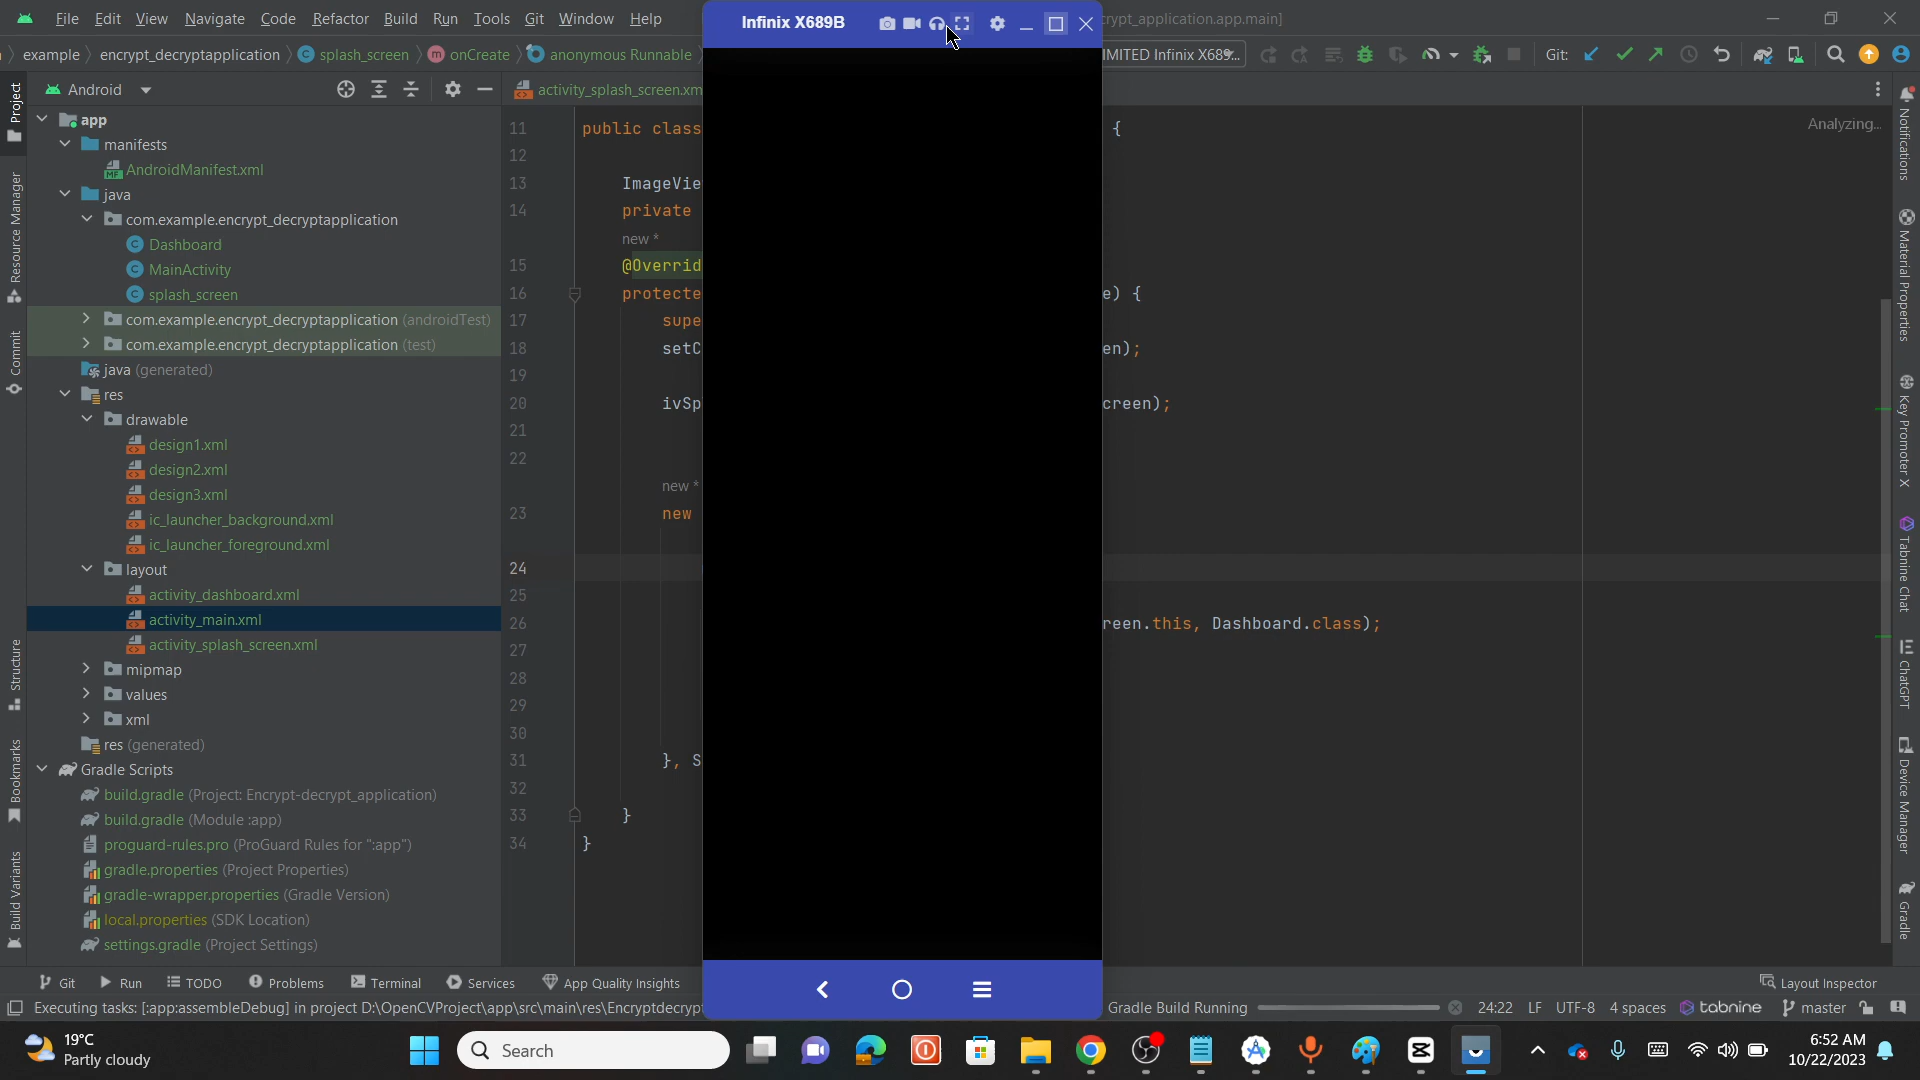 File Edit View Navigate Code Refactor Build Run Tools Git Window Help
Infinix X689B
crypt_application.app.main]
example encrypt_decryptapplication splash_screen onCreate anonymous Runnable
IMITED Infinix X689...
Git:
Android
activity_splash_screen.xm
Analyzing...
app
manifests
AndroidManifest.xml
java
com.example.encrypt_decryptapplication
Dashboard
MainActivity
splash_screen
com.example.encrypt_decryptapplication (androidTest)
com.example.encrypt_decryptapplication (test)
java (generated)
res
drawable
design1.xml
design2.xml
design3.xml
ic_launcher_background.xml
ic_launcher_foreground.xml
layout
activity_dashboard.xml
activity_main.xml
activity_splash_screen.xml
mipmap
values
xml
res (generated)
Gradle Scripts
build.gradle (Project: Encrypt-decrypt_application)
build.gradle (Module :app)
proguard-rules.pro (ProGuard Rules for ":app")
gradle.properties (Project Properties)
gradle-wrapper.properties (Gradle Version)
local.properties (SDK Location)
settings.gradle (Project Settings)
11 public class {
12
13 ImageVie
14 private
new *
15 @Overrid
16 protecte e) {
17 supe
18 setC en);
19
20 ivSp creen);
21
22
new *
23 new
24
25
26 reen.this, Dashboard.class);
27
28
29
30
31 }, S
32
33 }
34 }
Project
Resource Manager
Commit
Structure
Bookmarks
Build Variants
Notifications
Material Properties
Key Promoter X
Tabnine Chat
ChatGPT
Device Manager
Gradle
Git Run TODO Problems Terminal Services App Quality Insights
Layout Inspector
Executing tasks: [:app:assembleDebug] in project D:\OpenCVProject\app\src\main\res\Encryptdecryp
Gradle Build Running
24:22 LF UTF-8 4 spaces tabnine master
19°C
Partly cloudy
Search
6:52 AM
10/22/2023